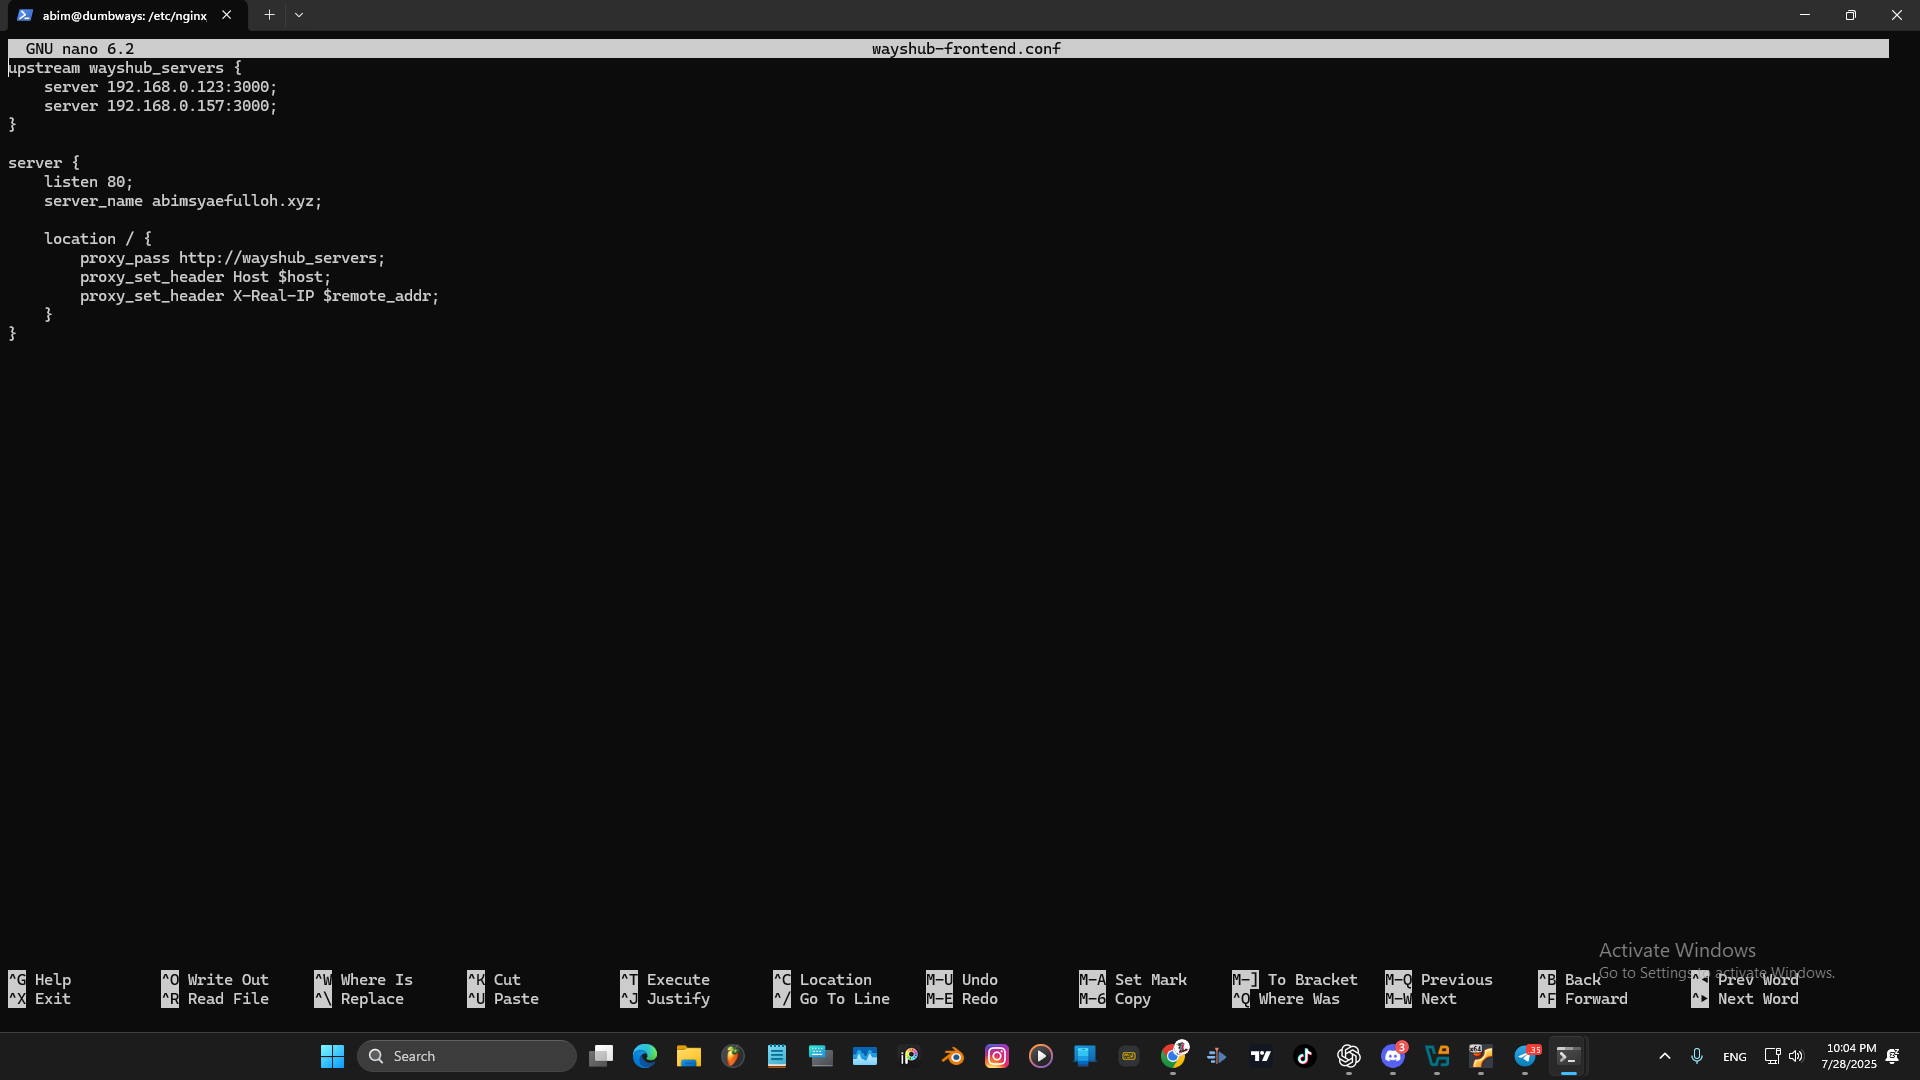 abim@dumbways: /etc/nginx
GNU nano 6.2 wayshub-frontend.conf
upstream wayshub_servers {
    server 192.168.0.123:3000;
    server 192.168.0.157:3000;
}
server {
    listen 80;
    server_name abimsyaefulloh.xyz;
    location / {
        proxy_pass http://wayshub_servers;
        proxy_set_header Host $host;
        proxy_set_header X-Real-IP $remote_addr;
    }
}
Activate Windows
Go to Settings to activate Windows.
^G Help ^O Write Out ^W Where Is ^K Cut ^T Execute ^C Location M-U Undo M-A Set Mark M-] To Bracket M-Q Previous ^B Back ^◂ Prev Word
^X Exit ^R Read File ^\ Replace ^U Paste ^J Justify ^/ Go To Line M-E Redo M-6 Copy ^Q Where Was M-W Next ^F Forward ^▸ Next Word
Search ENG 10:04 PM
7/28/2025